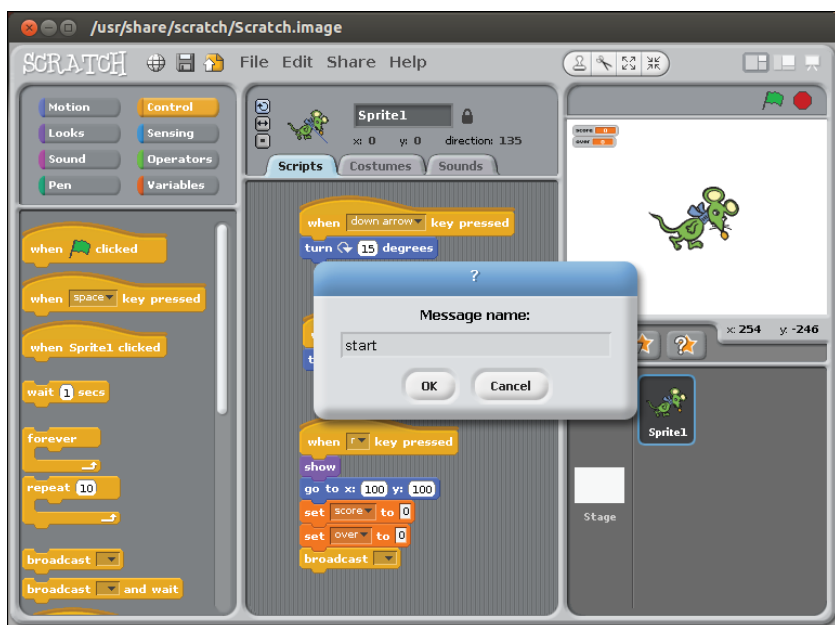 /usr/share/scratch/Scratch.image
SCRATCH File Edit Share Help
Motion Control
Looks Sensing
Sound Operators
Pen Variables
when clicked
when space key pressed
when Sprite1 clicked
wait 1 secs
forever
repeat 10
broadcast
broadcast and wait
Sprite1
x: 0 y: 0 direction: 135
Scripts Costumes Sounds
when down arrow key pressed
turn 15 degrees
t
?
Message name:
start
OK Cancel
when r key pressed
show
go to x: 100 y: 100
set score to 0
set over to 0
broadcast
score 0
over 0
x: 254 y: -246
Sprite1
Stage